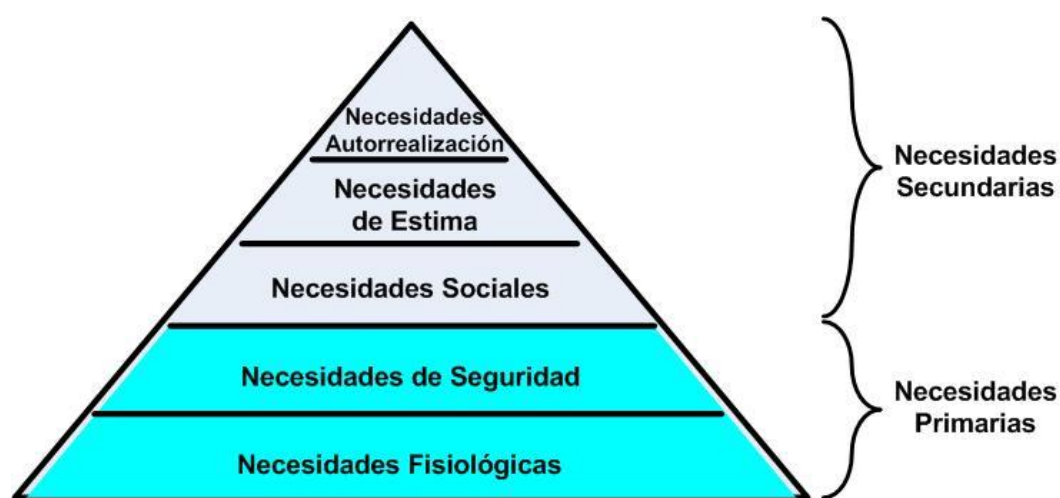 Necesidades
Autorrealización
Necesidades
de Estima
Necesidades Sociales
Necesidades de Seguridad
Necesidades Fisiológicas
Necesidades
Secundarias
Necesidades
Primarias